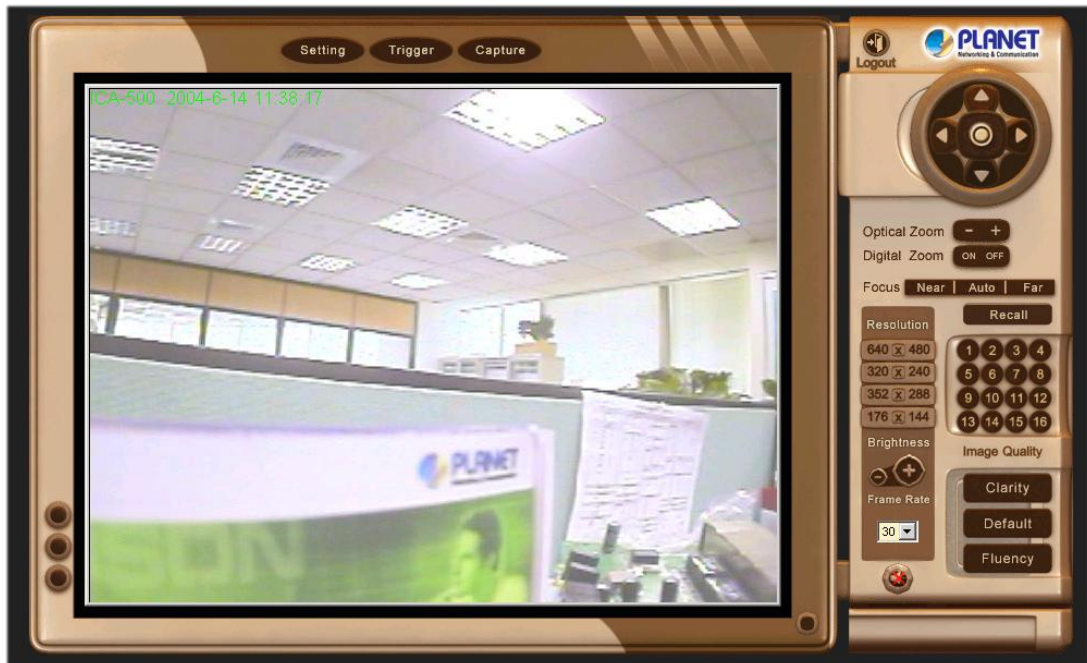 Setting Trigger Capture
Logout
PLANET
Networking & Communication
ICA-500 2004-6-14 11:38:17
Optical Zoom - +
Digital Zoom ON OFF
Focus Near | Auto | Far
Recall
Resolution
640 x 480
320 x 240
352 x 288
176 x 144
1 2 3 4
5 6 7 8
9 10 11 12
13 14 15 16
Brightness
- +
Frame Rate
30
Image Quality
Clarity
Default
Fluency
PLANET